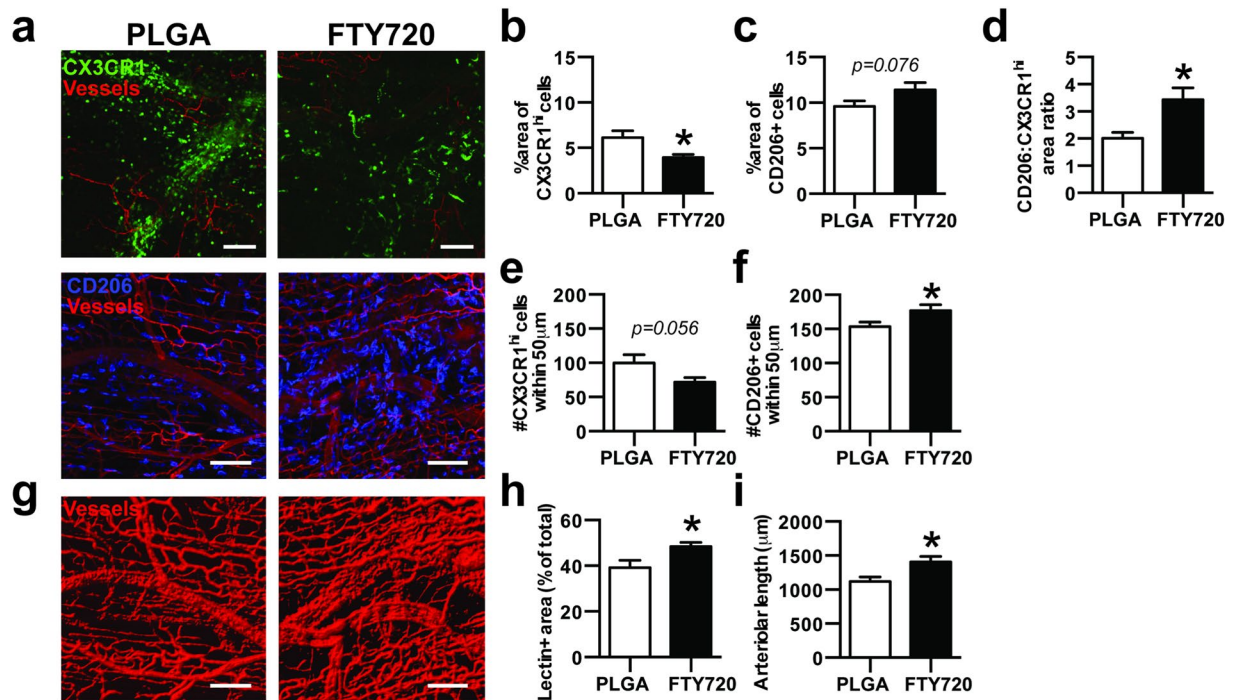 a
PLGA
FTY720
CX3CR1
Vessels
CD206
Vessels
b
%area of
CX3CR1hi cells
15
10
5
0
PLGA
FTY720
*
c
%area of
CD206+ cells
15
10
5
0
p=0.076
PLGA
FTY720
d
CD206:CX3CR1hi
area ratio
5
4
3
2
1
0
*
PLGA
FTY720
e
#CX3CR1hi cells
within 50μm
200
150
100
50
0
p=0.056
PLGA
FTY720
f
#CD206+ cells
within 50μm
200
150
100
50
0
*
PLGA
FTY720
g
Vessels
h
Lectin+ area (% of total)
60
40
20
0
*
PLGA
FTY720
i
Arteriolar length (μm)
2000
1500
1000
500
0
*
PLGA
FTY720